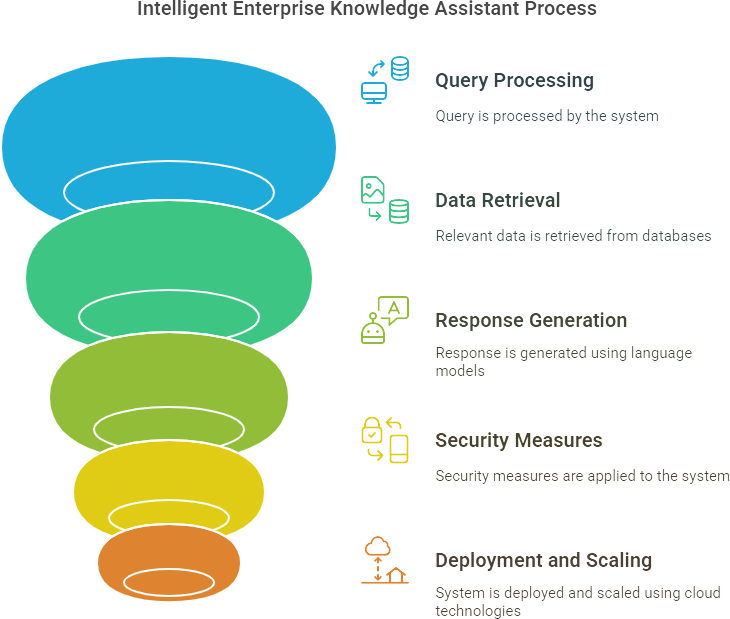 Intelligent Enterprise Knowledge Assistant Process
Query Processing
Query is processed by the system
Data Retrieval
Relevant data is retrieved from databases
A
Response Generation
Response is generated using language
models
Security Measures
Security measures are applied to the system
Deployment and Scaling
System is deployed and scaled using cloud
technologies